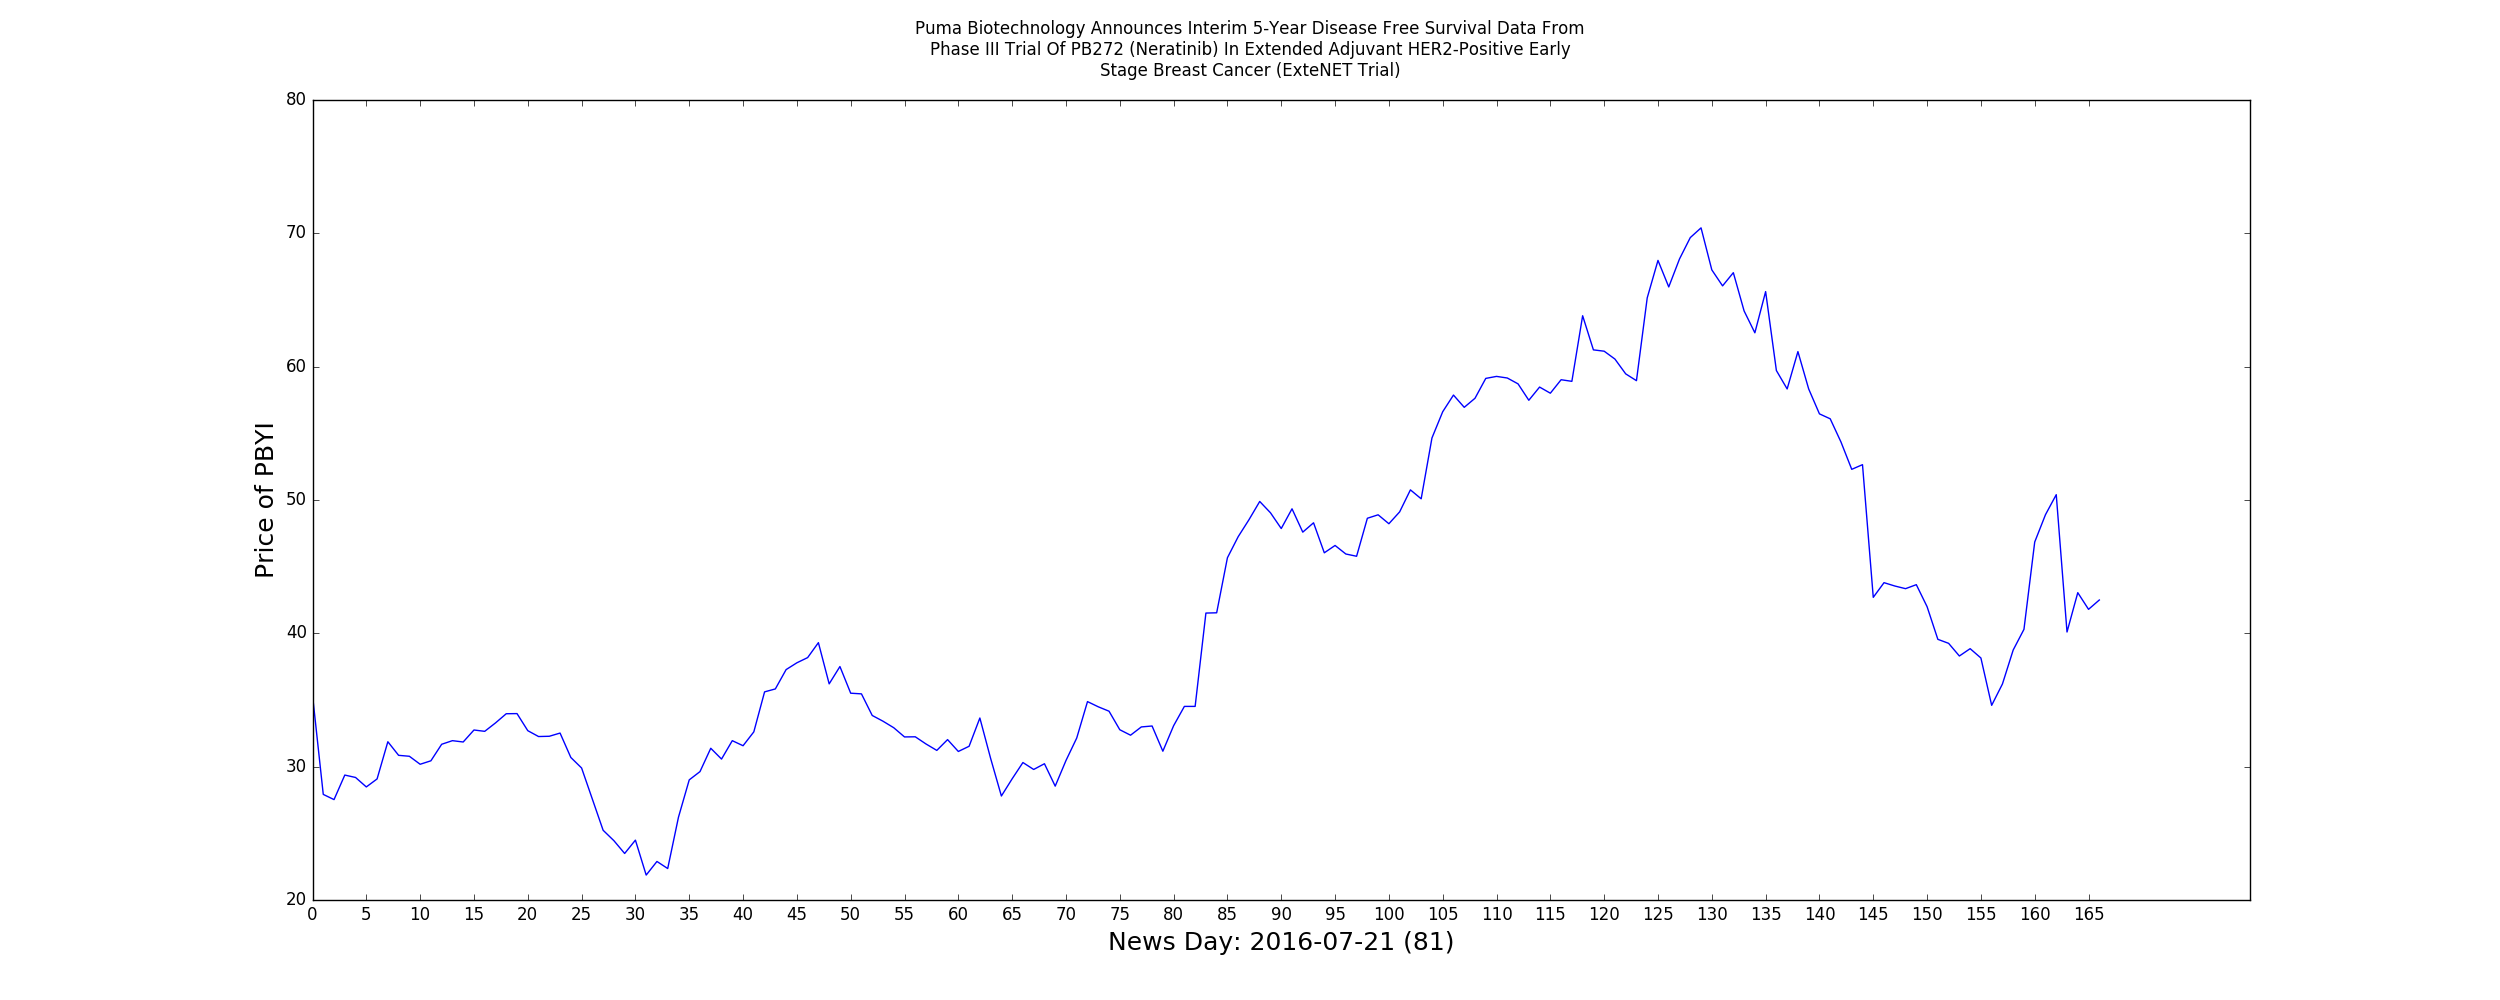 Puma Biotechnology Announces Interim 5-Year Disease Free Survival Data From
Phase III Trial Of PB272 (Neratinib) In Extended Adjuvant HER2-Positive Early
Stage Breast Cancer (ExteNET Trial)
80
70
60
50
40
30
20
Price of PBYI
0 5 10 15 20 25 30 35 40 45 50 55 60 65 70 75 80 85 90 95 100 105 110 115 120 125 130 135 140 145 150 155 160 165
News Day: 2016-07-21 (81)